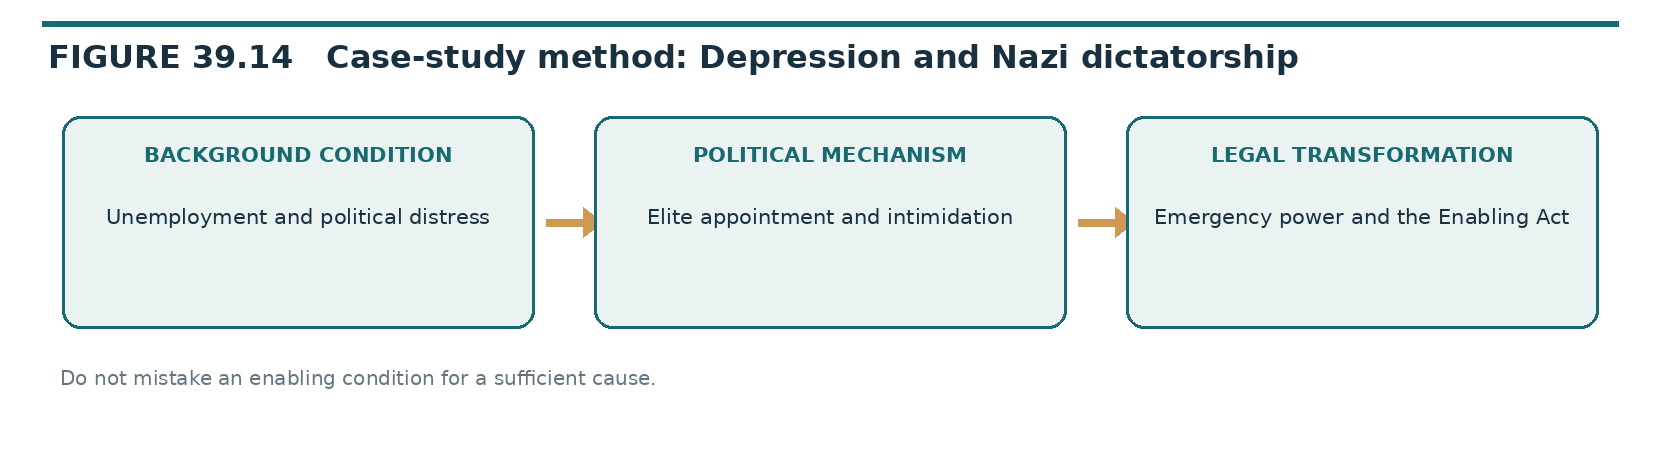 FIGURE 39.14 Case-study method: Depression and Nazi dictatorship
BACKGROUND CONDITION
Unemployment and political distress
POLITICAL MECHANISM
Elite appointment and intimidation
LEGAL TRANSFORMATION
Emergency power and the Enabling Act
Do not mistake an enabling condition for a sufficient cause.